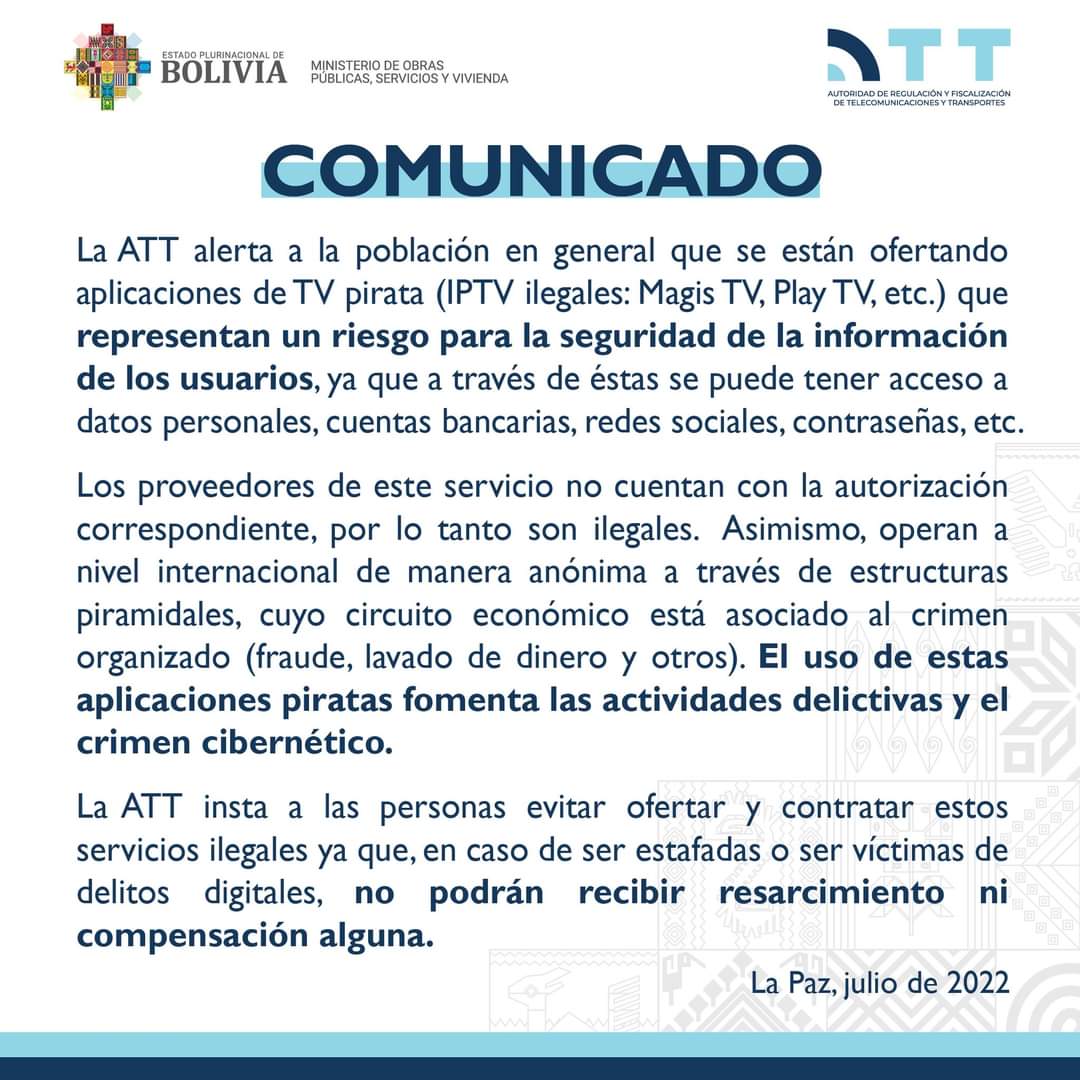 ESTADO PLURINACIONAL DE
BOLIVIA
MINISTERIO DE OBRAS
PÚBLICAS, SERVICIOS Y VIVIENDA
ATT
AUTORIDAD DE REGULACIÓN Y FISCALIZACIÓN
DE TELECOMUNICACIONES Y TRANSPORTES
COMUNICADO
La ATT alerta a la población en general que se están ofertando
aplicaciones de TV pirata (IPTV ilegales: Magis TV, Play TV, etc.) que
representan un riesgo para la seguridad de la información
de los usuarios, ya que a través de éstas se puede tener acceso a
datos personales, cuentas bancarias, redes sociales, contraseñas, etc.
Los proveedores de este servicio no cuentan con la autorización
correspondiente, por lo tanto son ilegales. Asimismo, operan a
nivel internacional de manera anónima a través de estructuras
piramidales, cuyo circuito económico está asociado al crimen
organizado (fraude, lavado de dinero y otros). El uso de estas
aplicaciones piratas fomenta las actividades delictivas y el
crimen cibernético.
La ATT insta a las personas evitar ofertar y contratar estos
servicios ilegales ya que, en caso de ser estafadas o ser víctimas de
delitos digitales, no podrán recibir resarcimiento ni
compensación alguna.
La Paz, julio de 2022